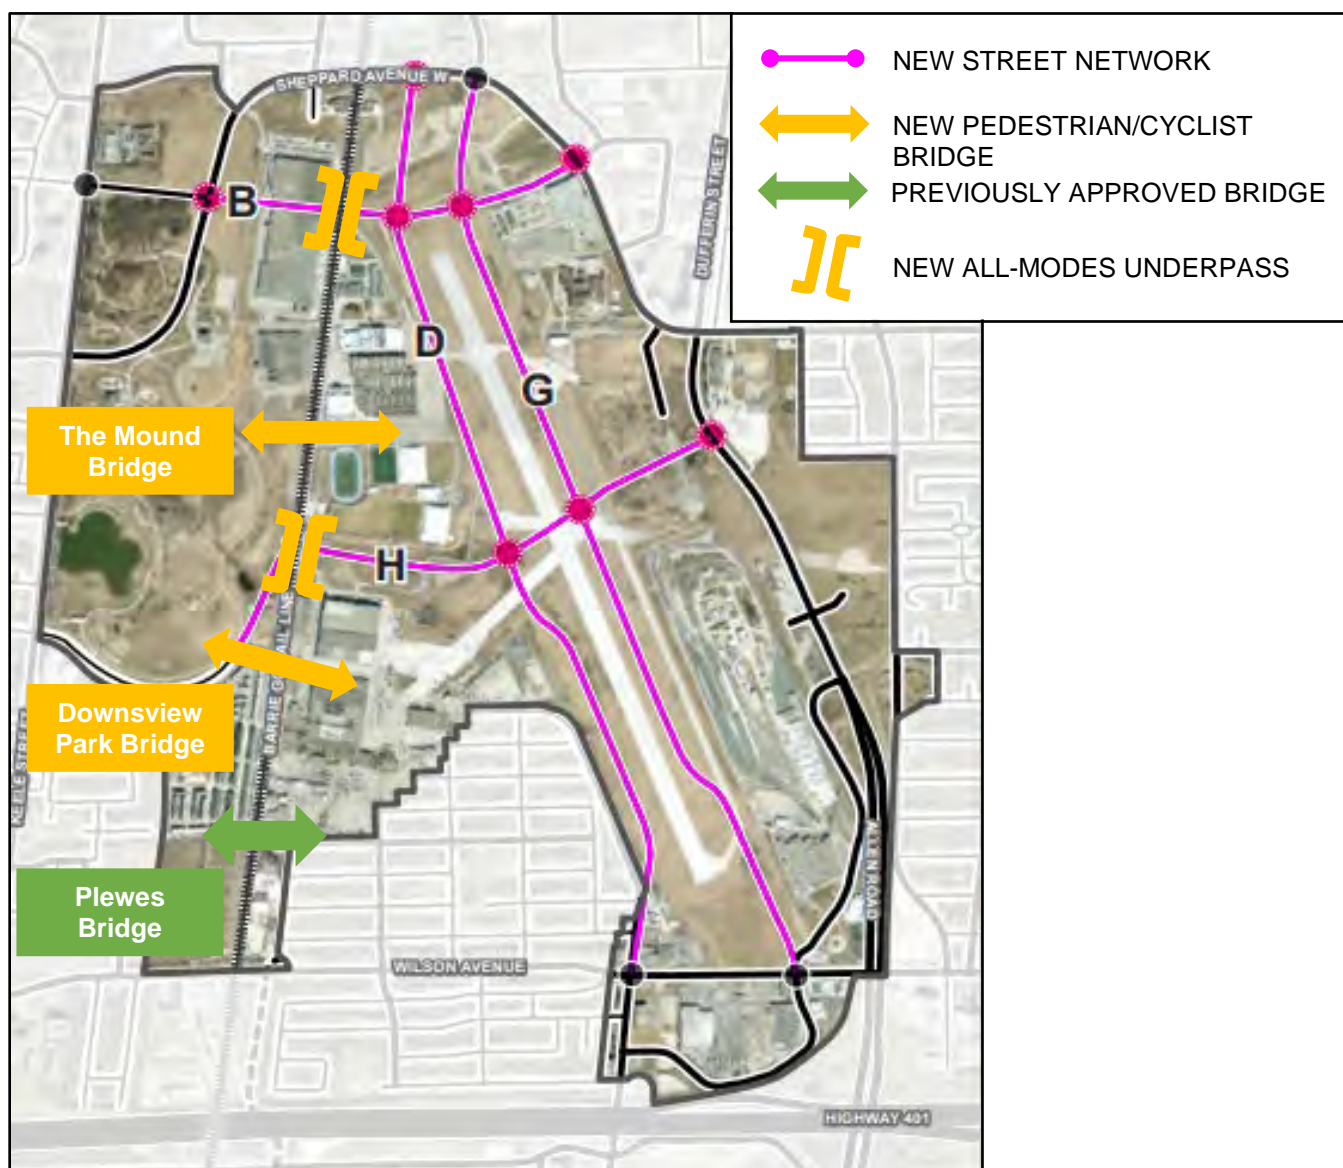 NEW STREET NETWORK
NEW PEDESTRIAN/CYCLIST
BRIDGE
PREVIOUSLY APPROVED BRIDGE
NEW ALL-MODES UNDERPASS
SHEPPARD AVENUE W
DUFFERIN STREET
B
D
G
The Mound
Bridge
H
Downsview
Park Bridge
KEELE STREET
BARRIE GO RAIL LINE
Plewes
Bridge
ALLEN ROAD
WILSON AVENUE
HIGHWAY 401